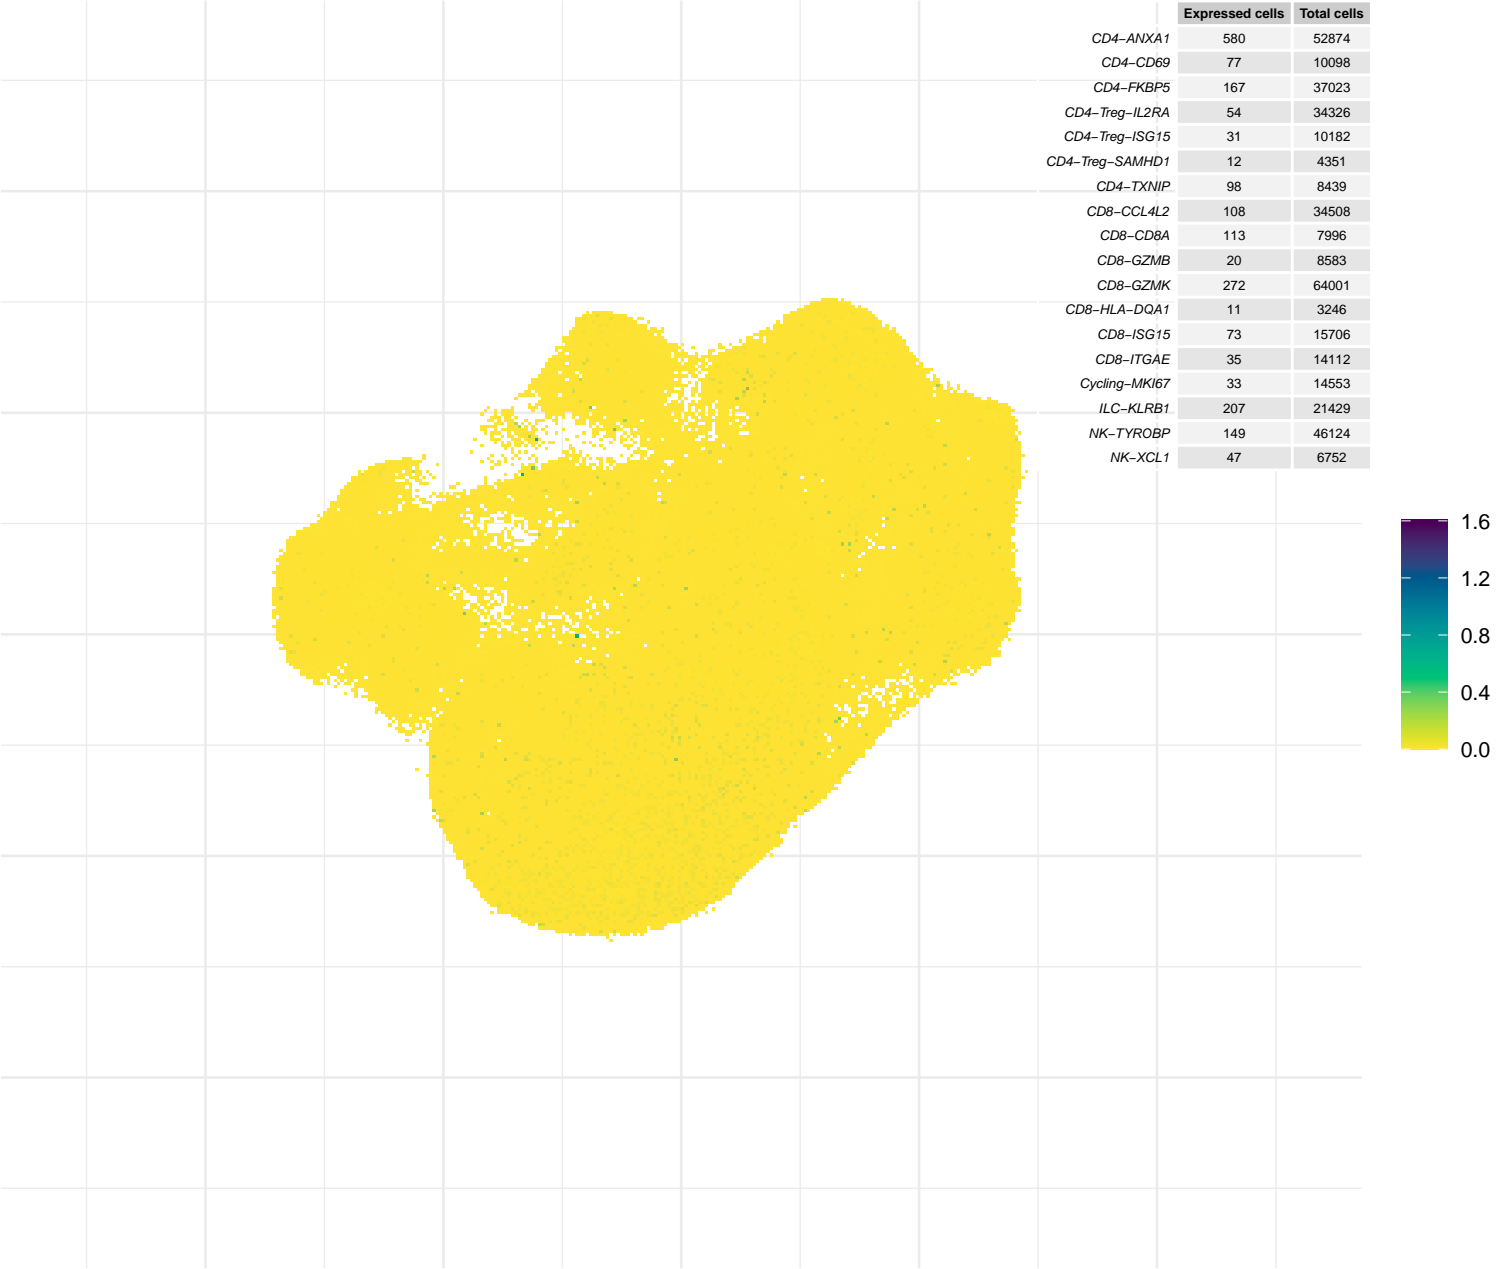 Expressed cells Total cells
CD4−ANXA1 580 52874
CD4−CD69 77 10098
CD4−FKBP5 167 37023
CD4−Treg−IL2RA 54 34326
CD4−Treg−ISG15 31 10182
CD4−Treg−SAMHD1 12 4351
CD4−TXNIP 98 8439
CD8−CCL4L2 108 34508
CD8−CD8A 113 7996
CD8−GZMB 20 8583
CD8−GZMK 272 64001
CD8−HLA−DQA1 11 3246
CD8−ISG15 73 15706
CD8−ITGAE 35 14112
Cycling−MKI67 33 14553
ILC−KLRB1 207 21429
NK−TYROBP 149 46124
NK−XCL1 47 6752
1.6
1.2
0.8
0.4
0.0